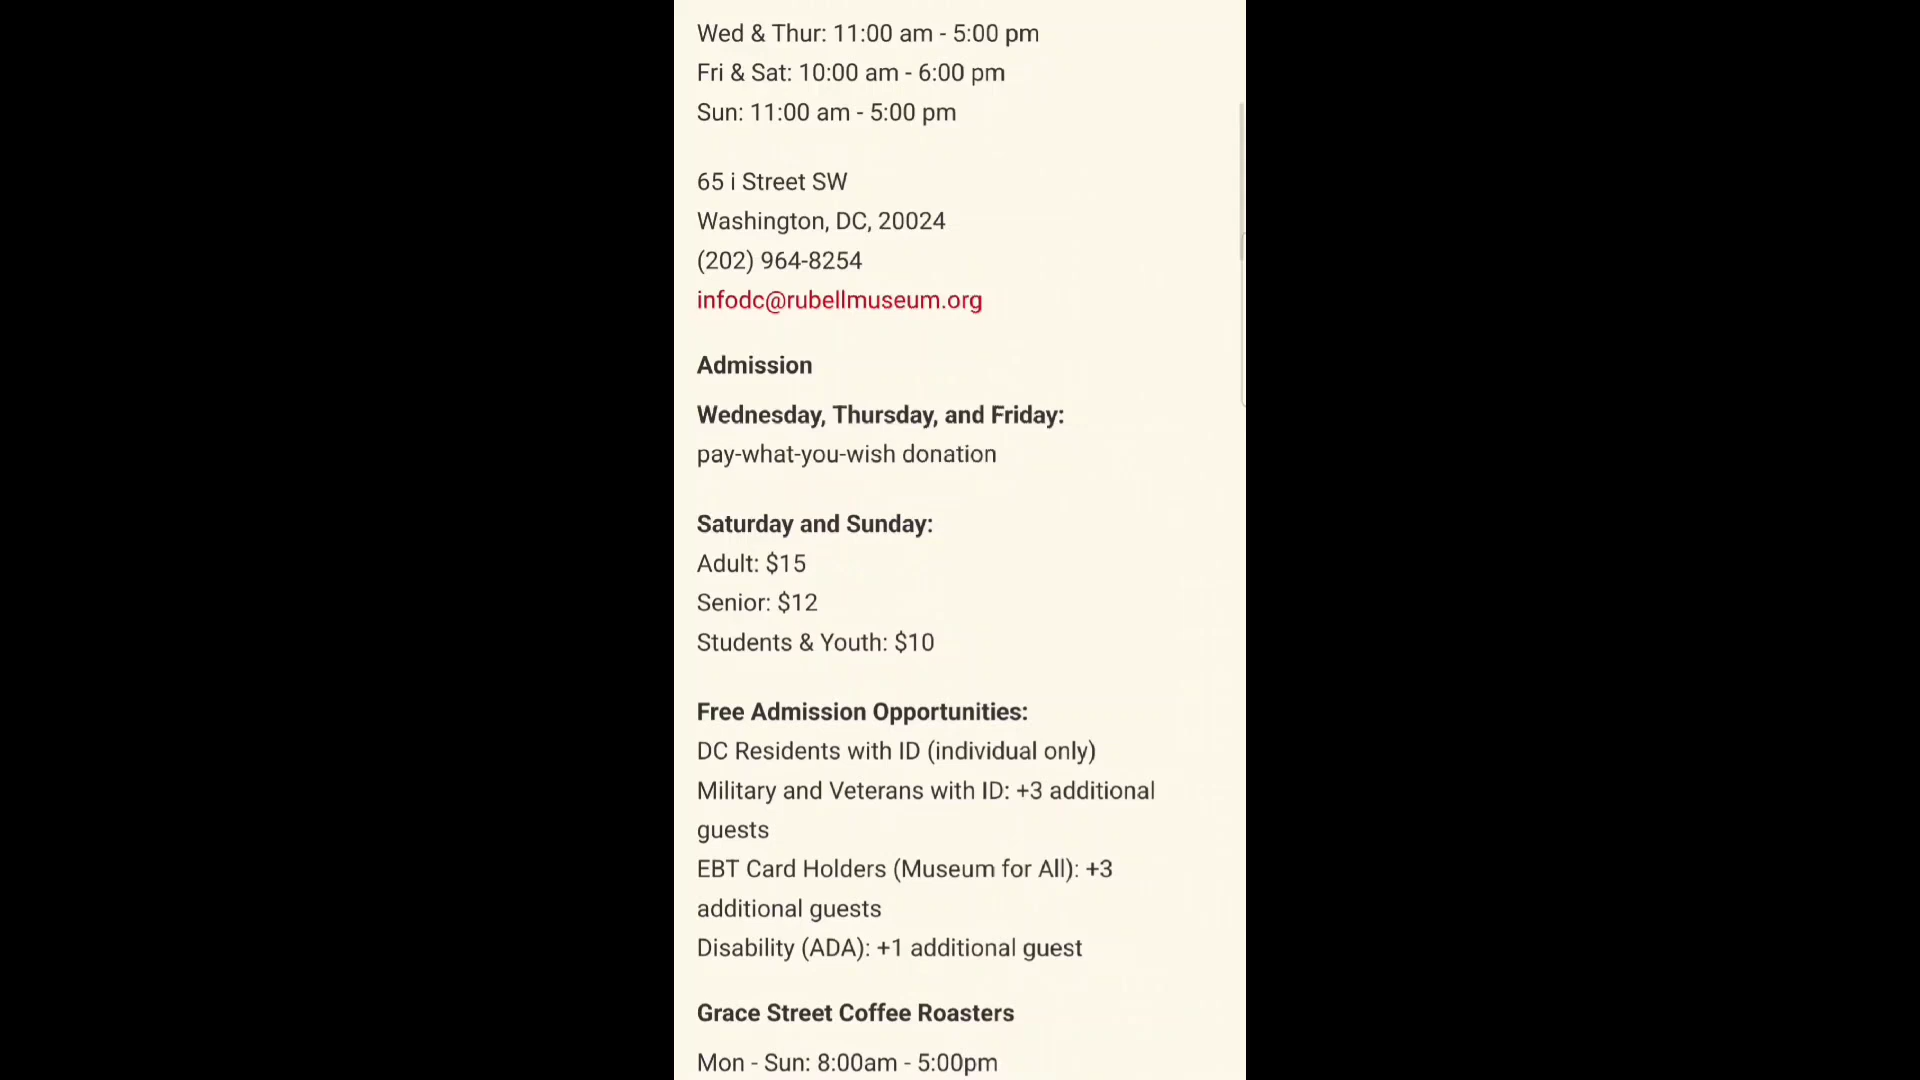 Wed & Thur: 11:00 am - 5:00 pm
Fri & Sat: 10:00 am - 6:00 pm
Sun: 11:00 am - 5:00 pm
65 i Street SW
Washington, DC, 20024
(202) 964-8254
infodc@rubellmuseum.org
Admission
Wednesday, Thursday, and Friday:
pay-what-you-wish donation
Saturday and Sunday:
Adult: $15
Senior: $12
Students & Youth: $10
Free Admission Opportunities:
DC Residents with ID (individual only)
Military and Veterans with ID: +3 additional
guests
EBT Card Holders (Museum for All): +3
additional guests
Disability (ADA): +1 additional guest
Grace Street Coffee Roasters
Mon - Sun: 8:00am - 5:00pm